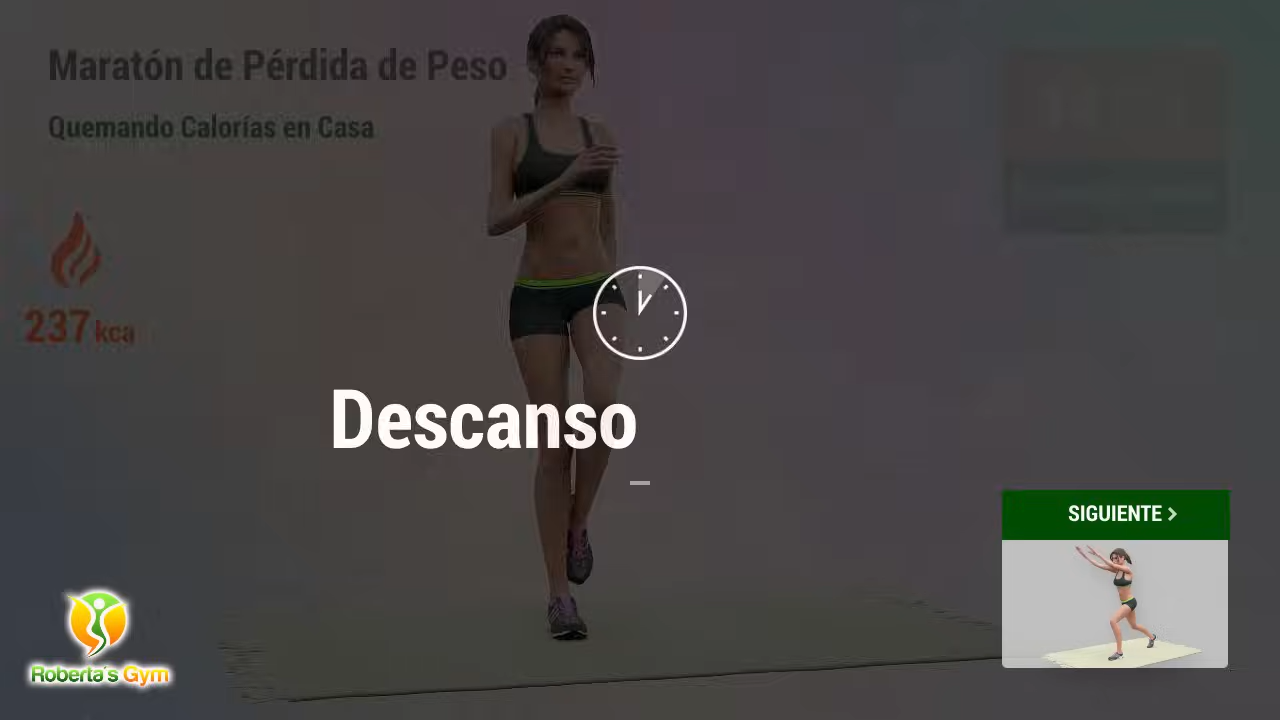 Maratón de Pérdida de Peso
Quemando Calorías en Casa
237 kca
Descanso
SIGUIENTE >
Roberta´s Gym